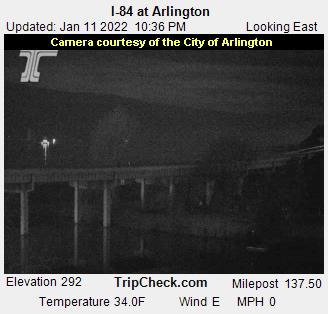 I-84 at Arlington
Updated: Jan 11 2022 10:36 PM Looking East
Camera courtesy of the City of Arlington
Elevation 292 TripCheck.com Milepost 137.50
Temperature 34.0F Wind E MPH 0